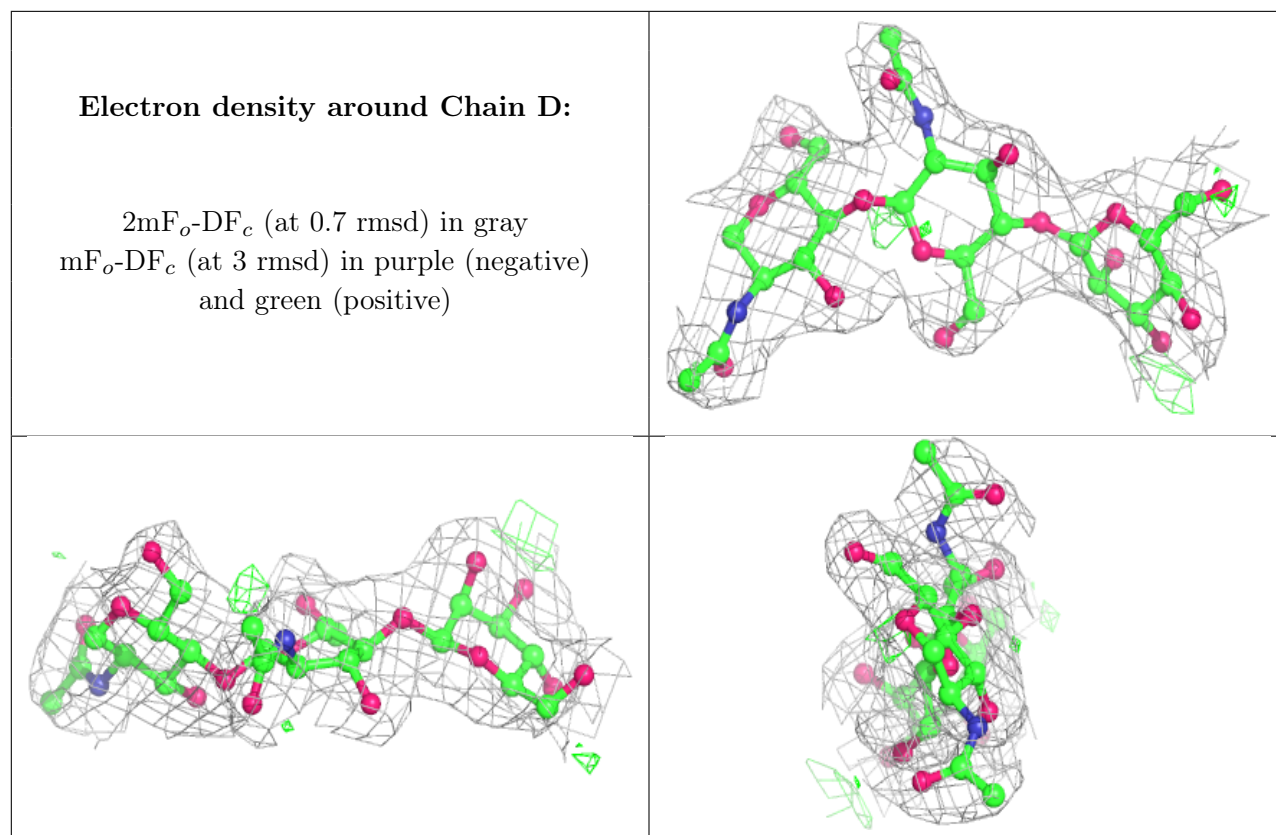 Electron density around Chain D:
2mFₒ-DF𝒸 (at 0.7 rmsd) in gray
mFₒ-DF𝒸 (at 3 rmsd) in purple (negative)
and green (positive)